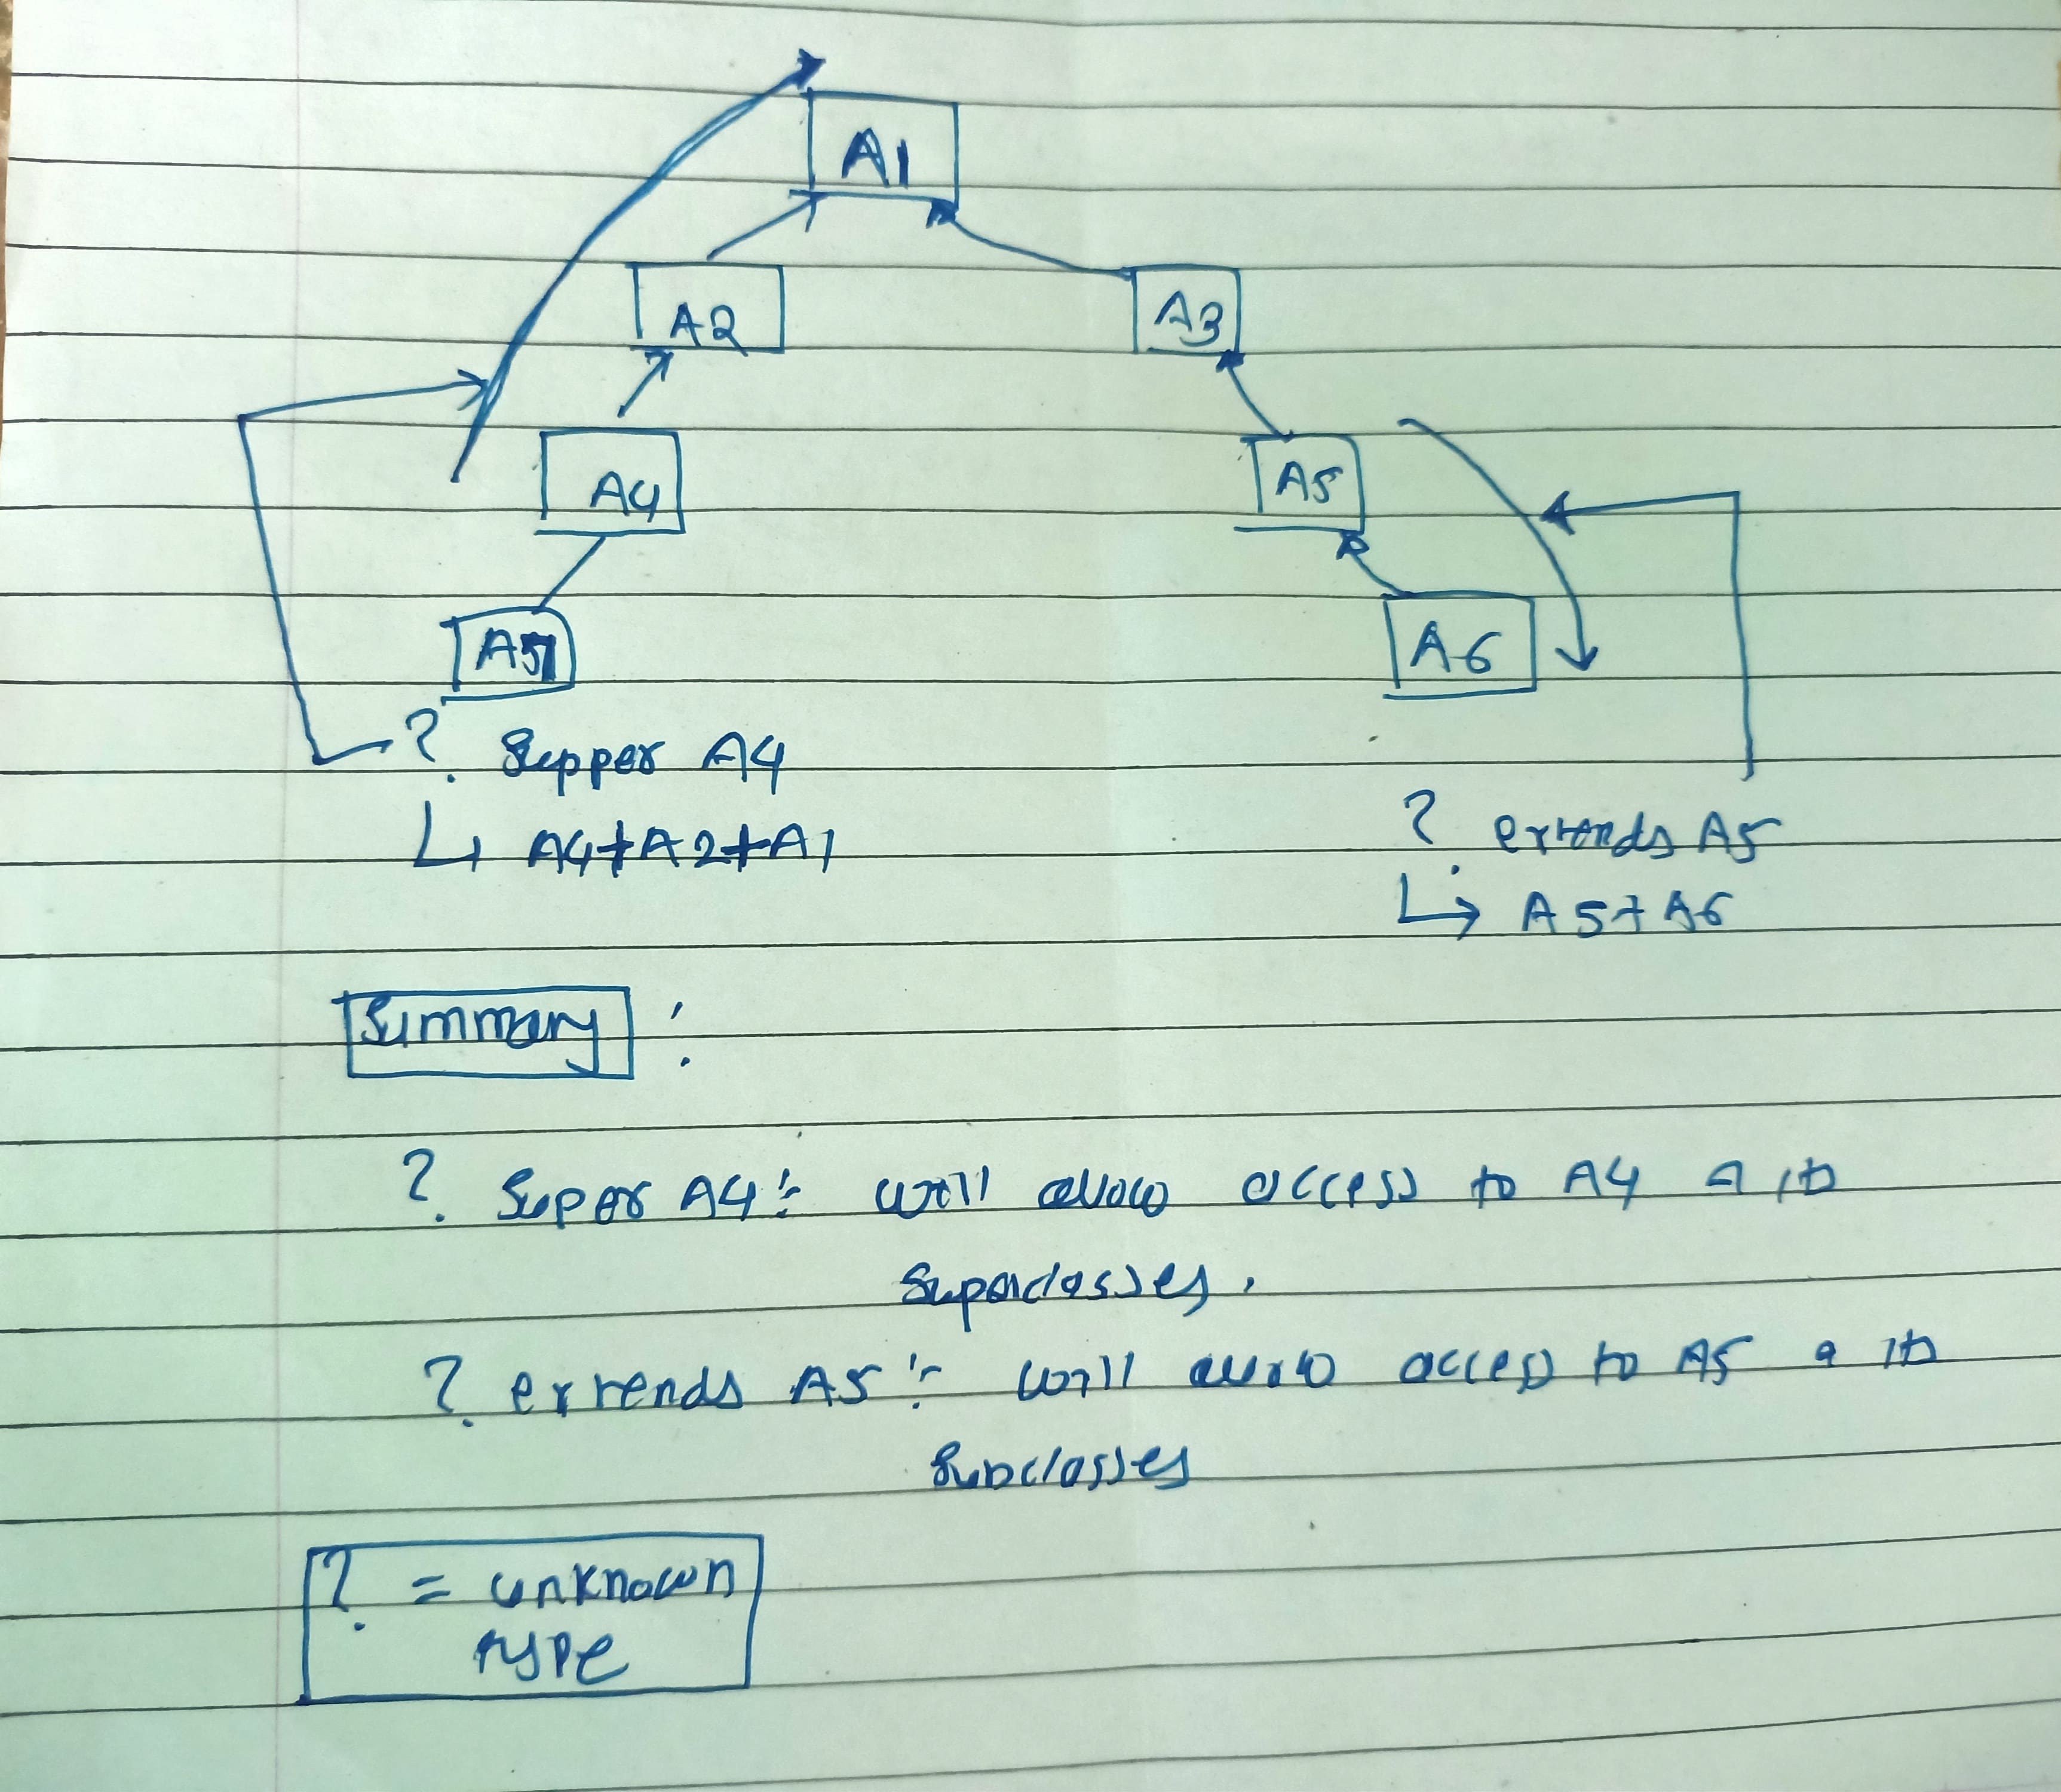 A1
A2
A3
A4
A5
A5
A6
? Supper A4
A4+A2+A1
? extends A5
A5+A6
Summary :
? Super A4 :- will allow access to A4 & its
Superclasses.
? extends A5 :- will allow access to A5 & its
Subclasses
? = unknown
type